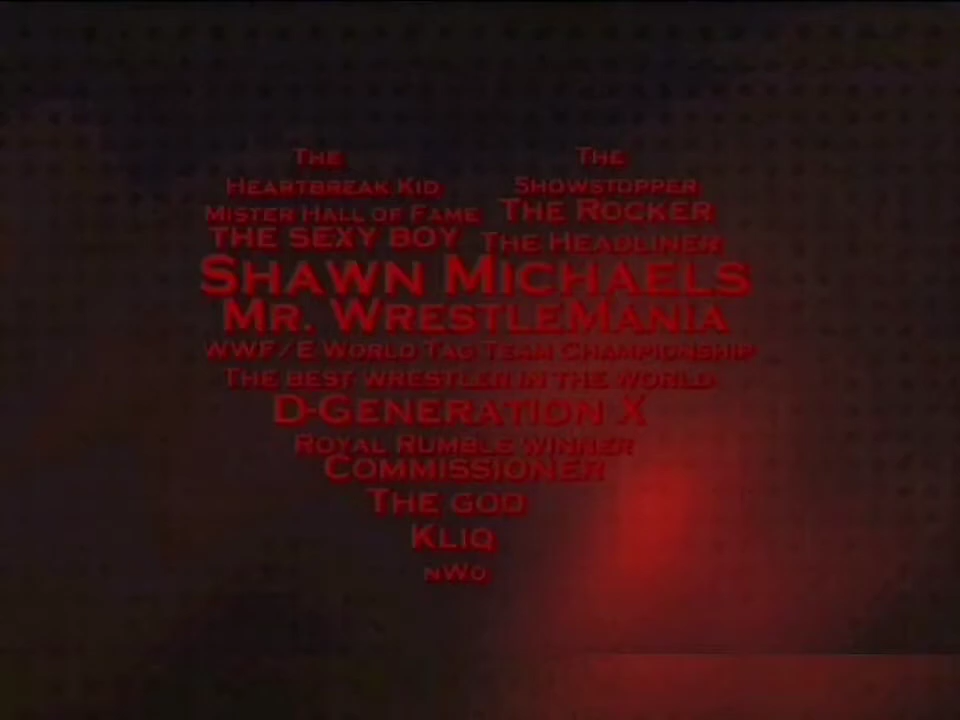 The The
Heartbreak Kid Showstopper
Mister Hall of Fame The Rocker
The sexy boy The Headliner
Shawn Michaels
Mr. WrestleMania
WWF/E World Tag Team Championship
The best wrestler in the world
D-Generation X
Royal Rumble winner
Commissioner
The god
Kliq
nWo